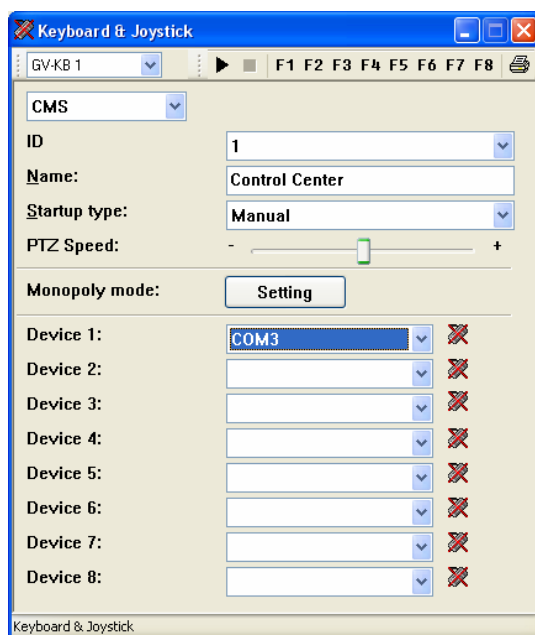 Keyboard & Joystick
GV-KB 1 F1 F2 F3 F4 F5 F6 F7 F8
CMS
ID 1
Name: Control Center
Startup type: Manual
PTZ Speed: - +
Monopoly mode: Setting
Device 1: COM3
Device 2:
Device 3:
Device 4:
Device 5:
Device 6:
Device 7:
Device 8:
Keyboard & Joystick